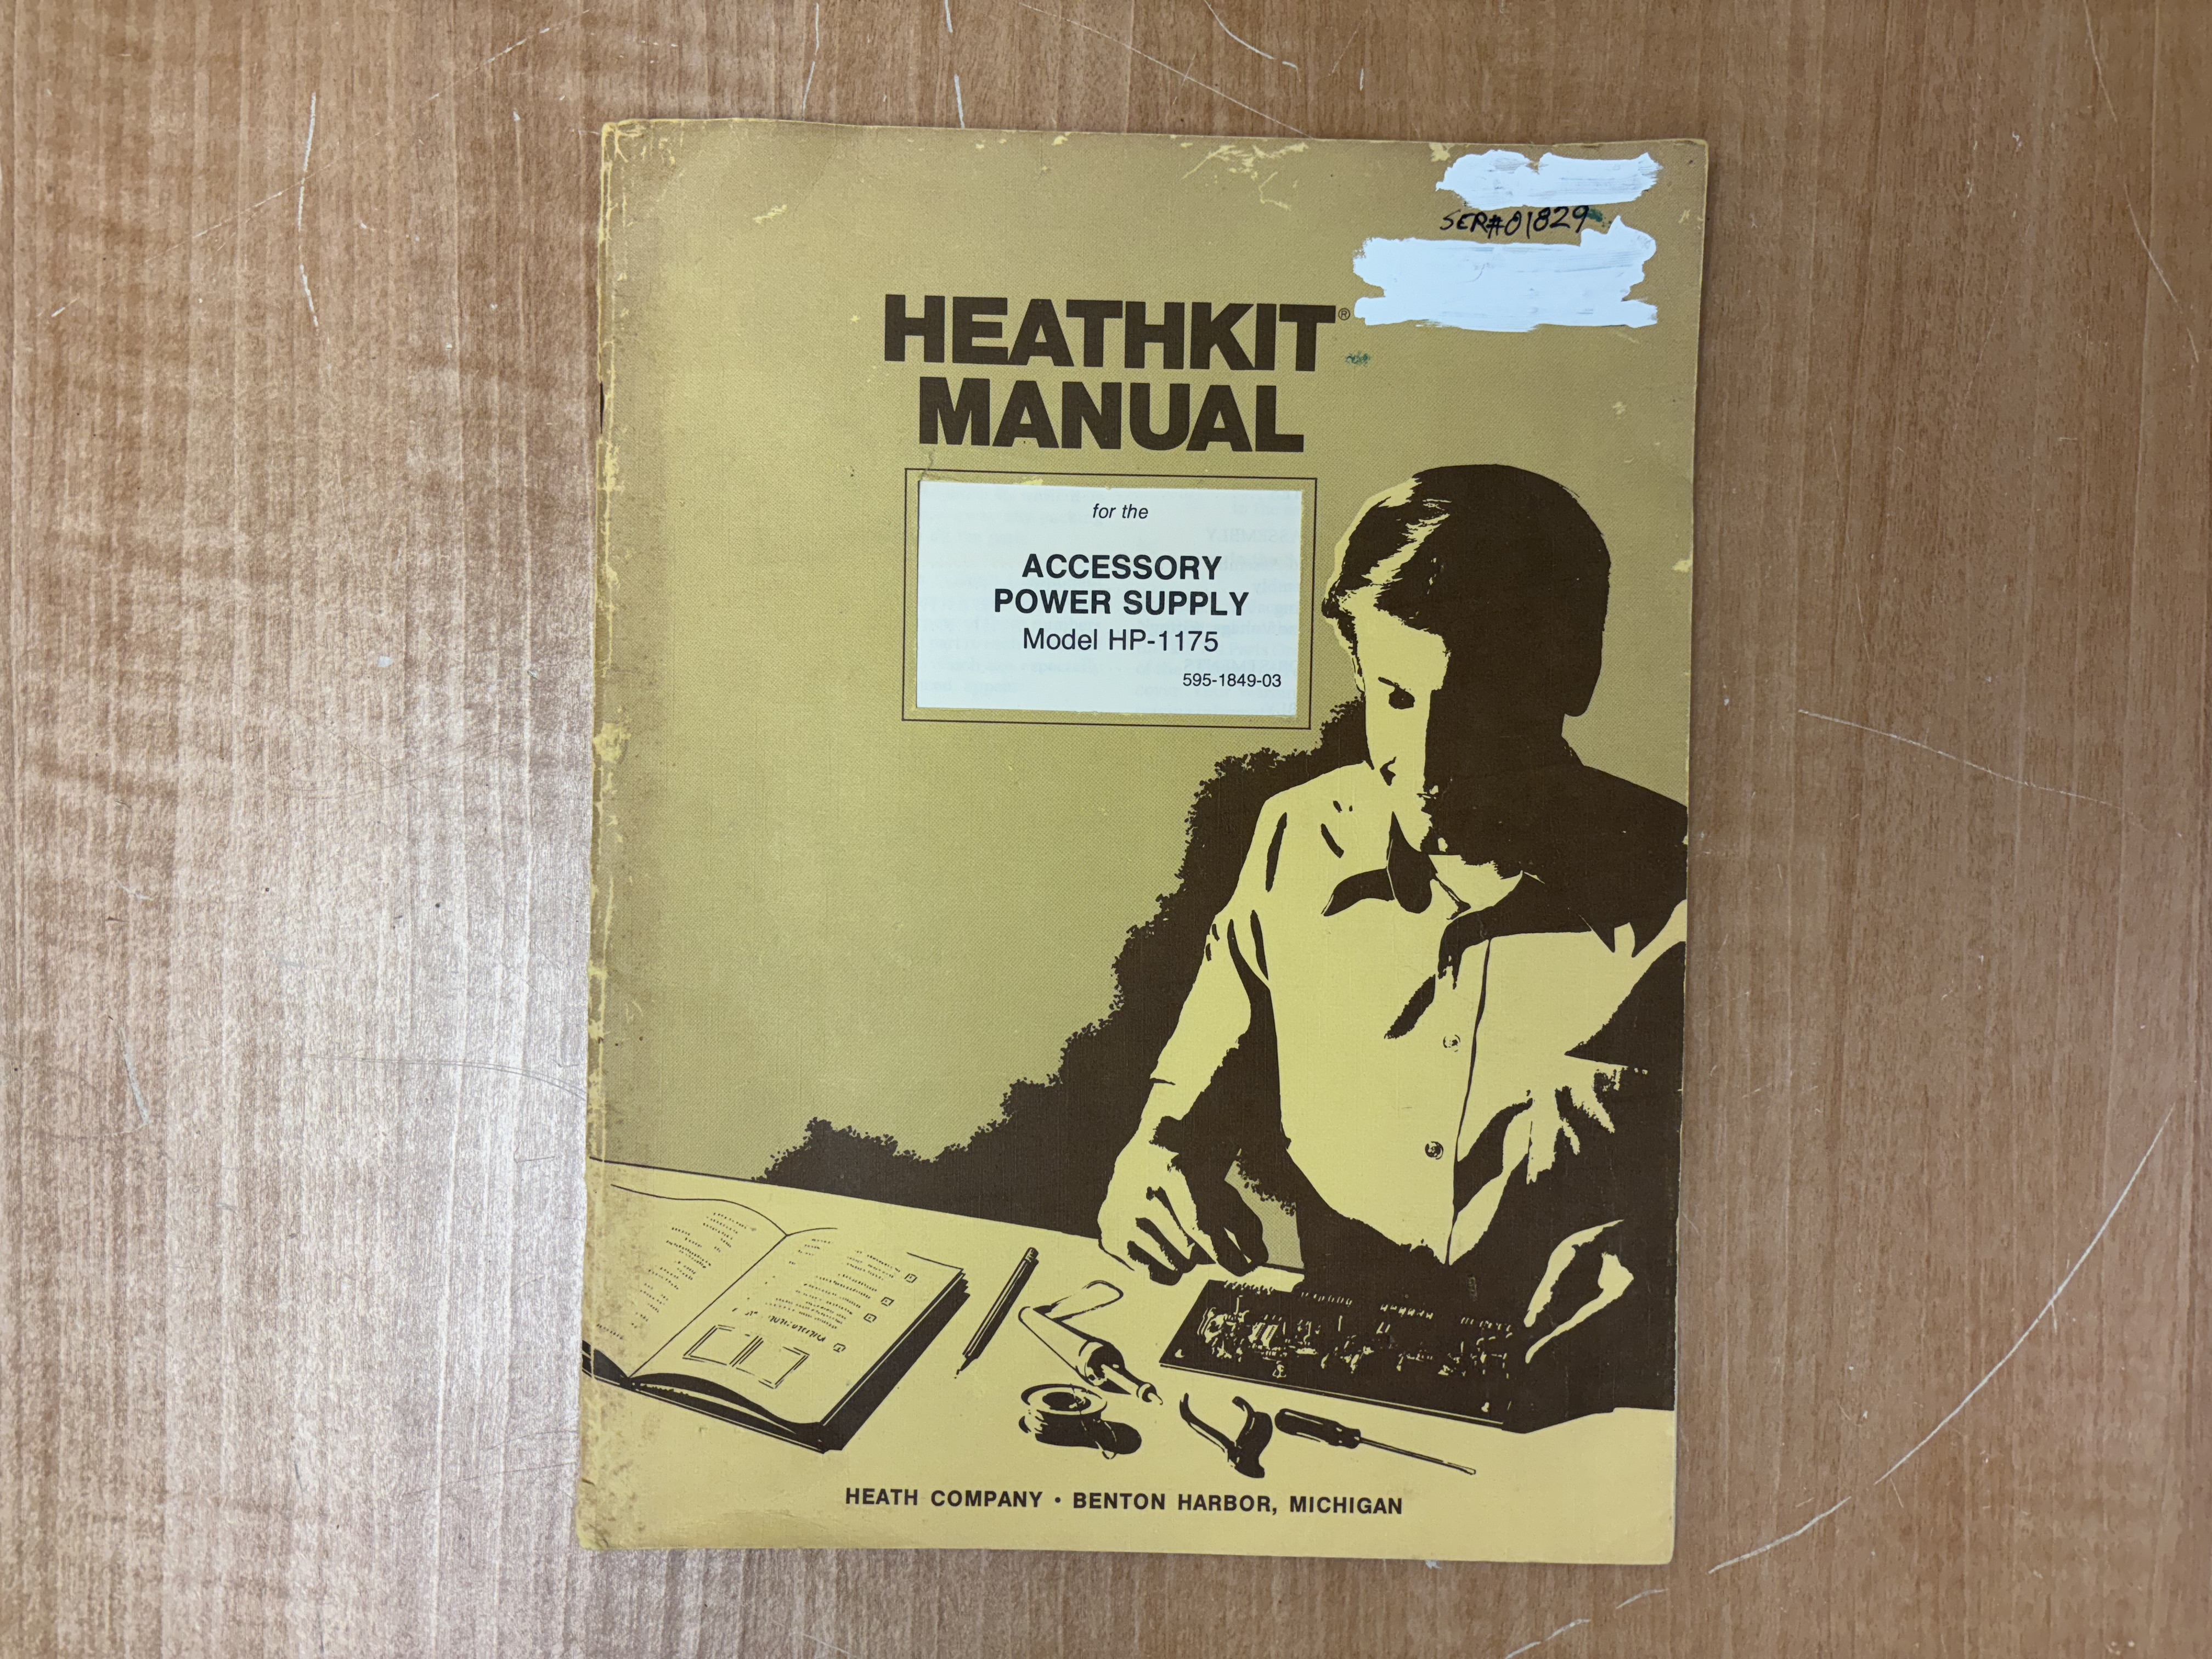 SER#01829
HEATHKIT®
MANUAL
for the
ACCESSORY
POWER SUPPLY
Model HP-1175
595-1849-03
HEATH COMPANY • BENTON HARBOR, MICHIGAN